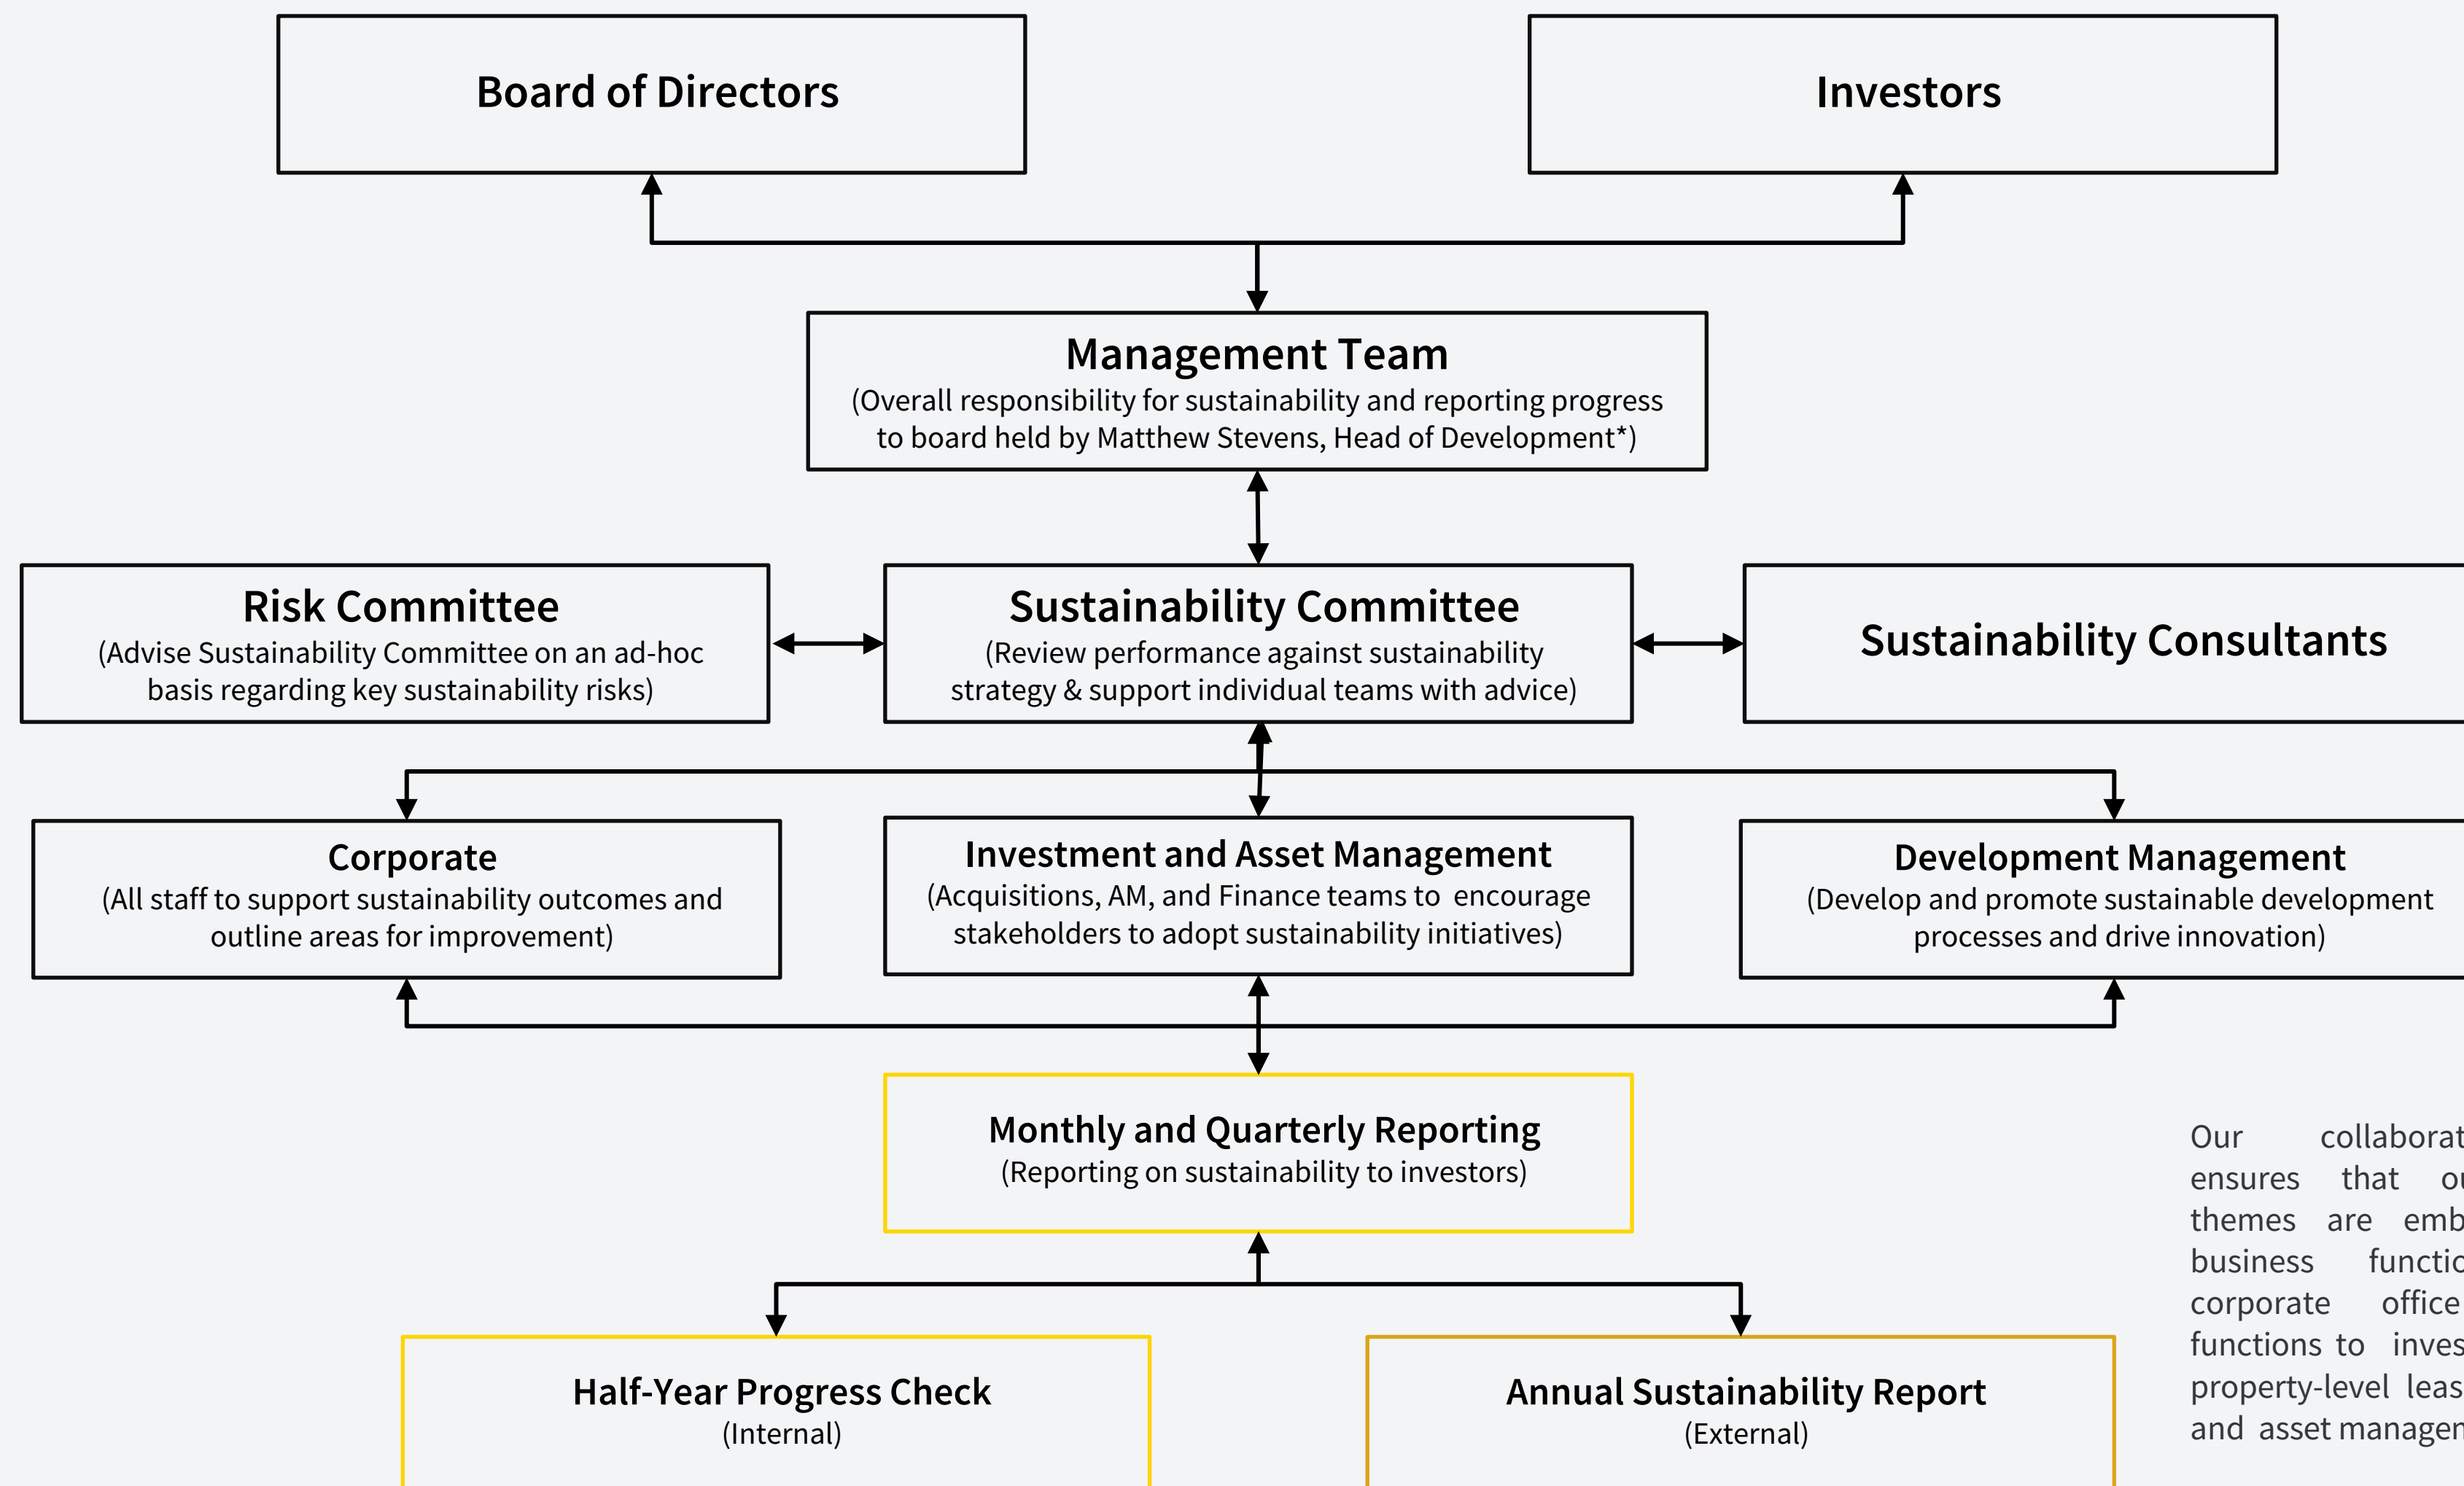 Board of Directors
Investors
Management Team
(Overall responsibility for sustainability and reporting progress
to board held by Matthew Stevens, Head of Development*)
Risk Committee
(Advise Sustainability Committee on an ad-hoc
basis regarding key sustainability risks)
Sustainability Committee
(Review performance against sustainability
strategy & support individual teams with advice)
Sustainability Consultants
Corporate
(All staff to support sustainability outcomes and
outline areas for improvement)
Investment and Asset Management
(Acquisitions, AM, and Finance teams to encourage
stakeholders to adopt sustainability initiatives)
Development Management
(Develop and promote sustainable development
processes and drive innovation)
Monthly and Quarterly Reporting
(Reporting on sustainability to investors)
Half-Year Progress Check
(Internal)
Annual Sustainability Report
(External)
Our
ensures that
themes are
business
corporate office
functions to
property-level
and asset